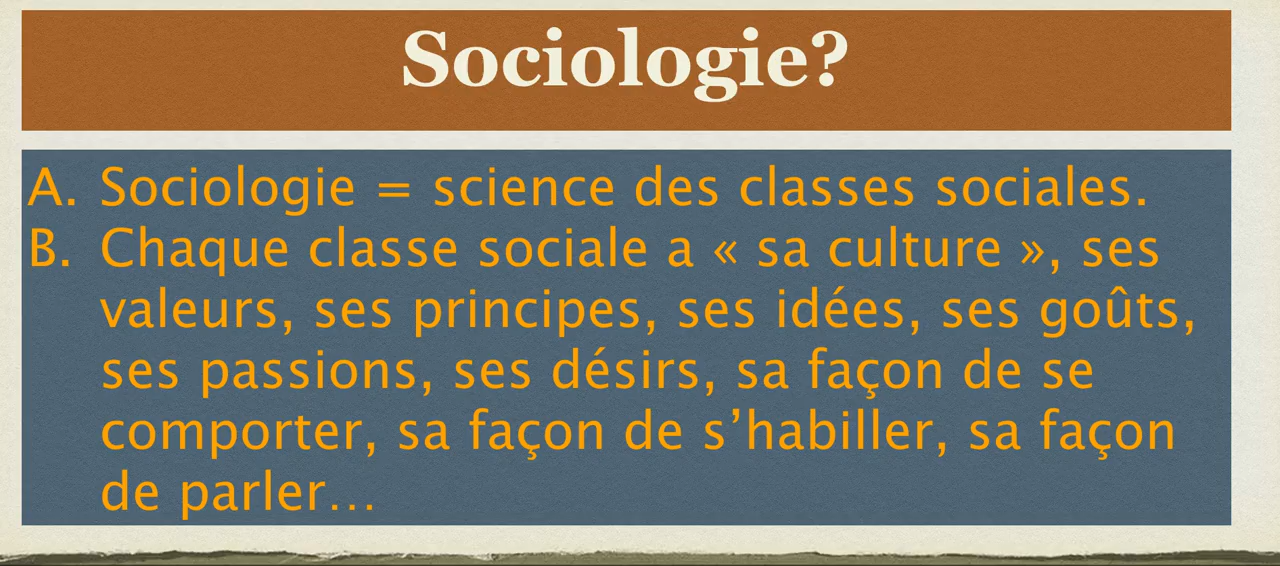 Sociologie?
A. Sociologie = science des classes sociales.
B. Chaque classe sociale a « sa culture », ses
valeurs, ses principes, ses idées, ses goûts,
ses passions, ses désirs, sa façon de se
comporter, sa façon de s’habiller, sa façon
de parler…